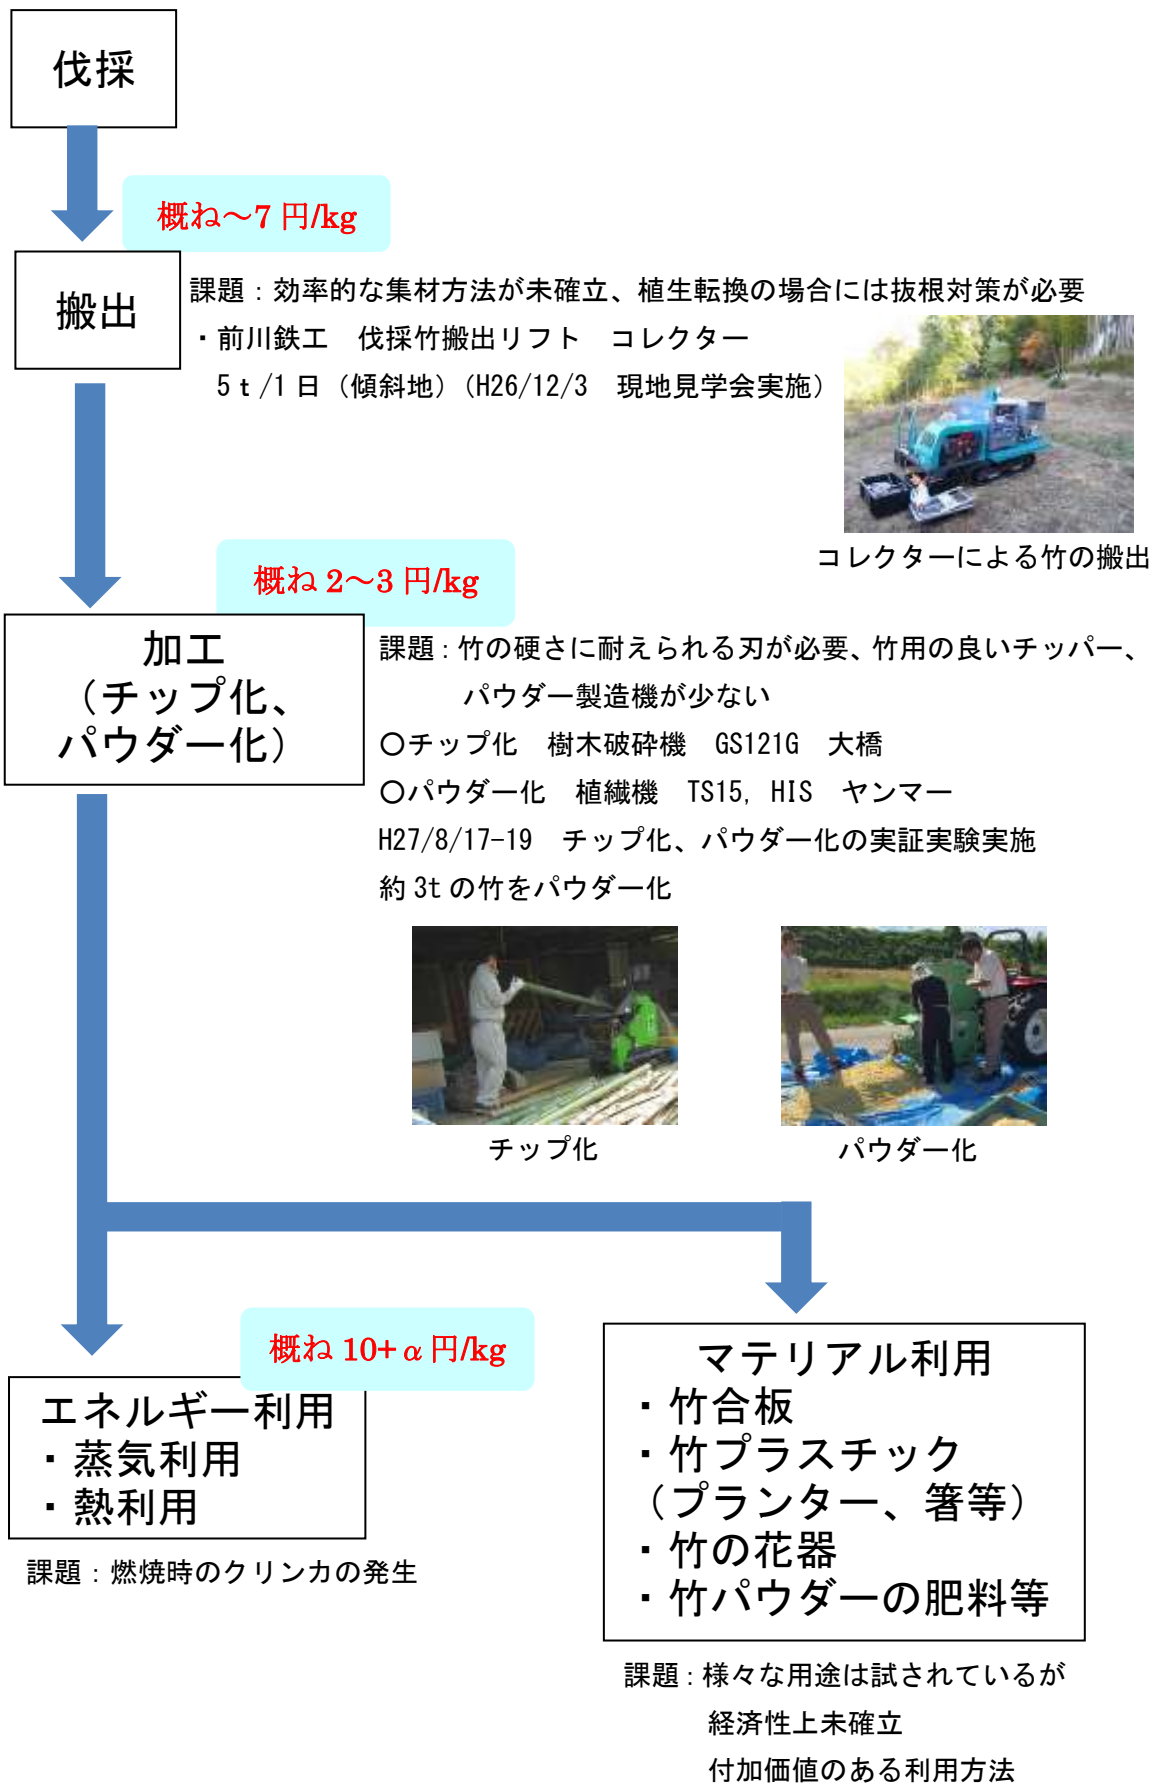 伐採
概ね～7 円/kg
搬出
課題：効率的な集材方法が未確立、植生転換の場合には抜根対策が必要
・前川鉄工　伐採竹搬出リフト　コレクター
5ｔ/1日（傾斜地）（H26/12/3　現地見学会実施）
コレクターによる竹の搬出
概ね 2～3 円/kg
加工
（チップ化、
パウダー化）
課題：竹の硬さに耐えられる刃が必要、竹用の良いチッパー、
パウダー製造機が少ない
〇チップ化　樹木破砕機　GS121G　大橋
〇パウダー化　植繊機　TS15, HIS　ヤンマー
H27/8/17-19　チップ化、パウダー化の実証実験実施
約 3t の竹をパウダー化
チップ化
パウダー化
概ね 10+α円/kg
エネルギー利用
・蒸気利用
・熱利用
課題：燃焼時のクリンカの発生
マテリアル利用
・竹合板
・竹プラスチック
（プランター、箸等）
・竹の花器
・竹パウダーの肥料等
課題：様々な用途は試されているが
経済性上未確立
付加価値のある利用方法